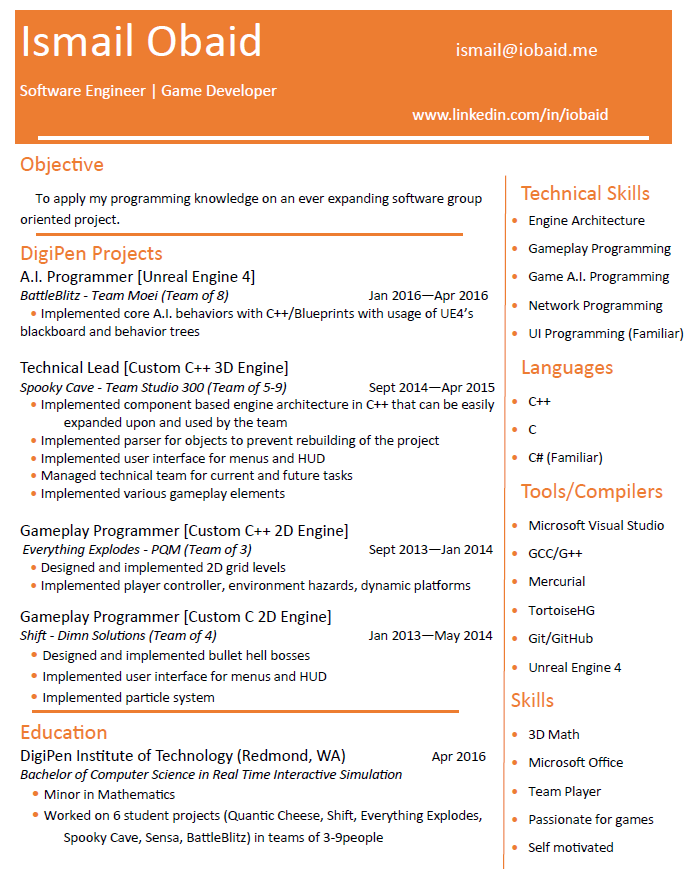 Ismail Obaid
ismail@iobaid.me
Software Engineer | Game Developer
www.linkedin.com/in/iobaid
Objective
To apply my programming knowledge on an ever expanding software group
oriented project.
DigiPen Projects
A.I. Programmer [Unreal Engine 4]
BattleBlitz - Team Moei (Team of 8) Jan 2016—Apr 2016
• Implemented core A.I. behaviors with C++/Blueprints with usage of UE4's
blackboard and behavior trees
Technical Lead [Custom C++ 3D Engine]
Spooky Cave - Team Studio 300 (Team of 5-9) Sept 2014—Apr 2015
• Implemented component based engine architecture in C++ that can be easily
expanded upon and used by the team
• Implemented parser for objects to prevent rebuilding of the project
• Implemented user interface for menus and HUD
• Managed technical team for current and future tasks
• Implemented various gameplay elements
Gameplay Programmer [Custom C++ 2D Engine]
Everything Explodes - PQM (Team of 3) Sept 2013—Jan 2014
• Designed and implemented 2D grid levels
• Implemented player controller, environment hazards, dynamic platforms
Gameplay Programmer [Custom C 2D Engine]
Shift - Dimn Solutions (Team of 4) Jan 2013—May 2014
• Designed and implemented bullet hell bosses
• Implemented user interface for menus and HUD
• Implemented particle system
Education
DigiPen Institute of Technology (Redmond, WA) Apr 2016
Bachelor of Computer Science in Real Time Interactive Simulation
• Minor in Mathematics
• Worked on 6 student projects (Quantic Cheese, Shift, Everything Explodes,
Spooky Cave, Sensa, BattleBlitz) in teams of 3-9people
Technical Skills
• Engine Architecture
• Gameplay Programming
• Game A.I. Programming
• Network Programming
• UI Programming (Familiar)
Languages
• C++
• C
• C# (Familiar)
Tools/Compilers
• Microsoft Visual Studio
• GCC/G++
• Mercurial
• TortoiseHG
• Git/GitHub
• Unreal Engine 4
Skills
• 3D Math
• Microsoft Office
• Team Player
• Passionate for games
• Self motivated